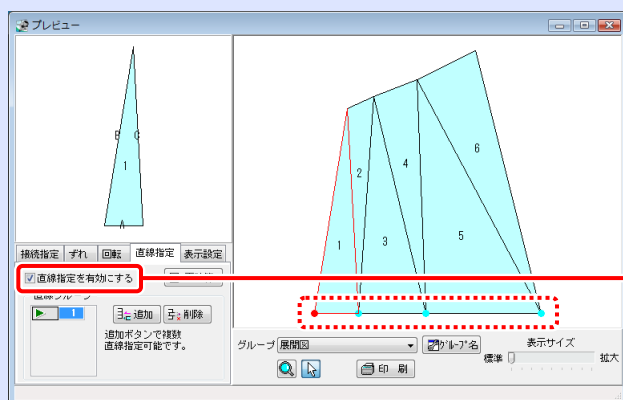 プレビュー
B C
1
A
1
2
3
4
5
6
接続指定 ずれ 回転 直線指定 表示設定
直線指定を有効にする
直線グループ
1
追加 削除
追加ボタンで複数
直線指定可能です。
グループ 展開図 グループ名 表示サイズ
標準 拡大
印 刷